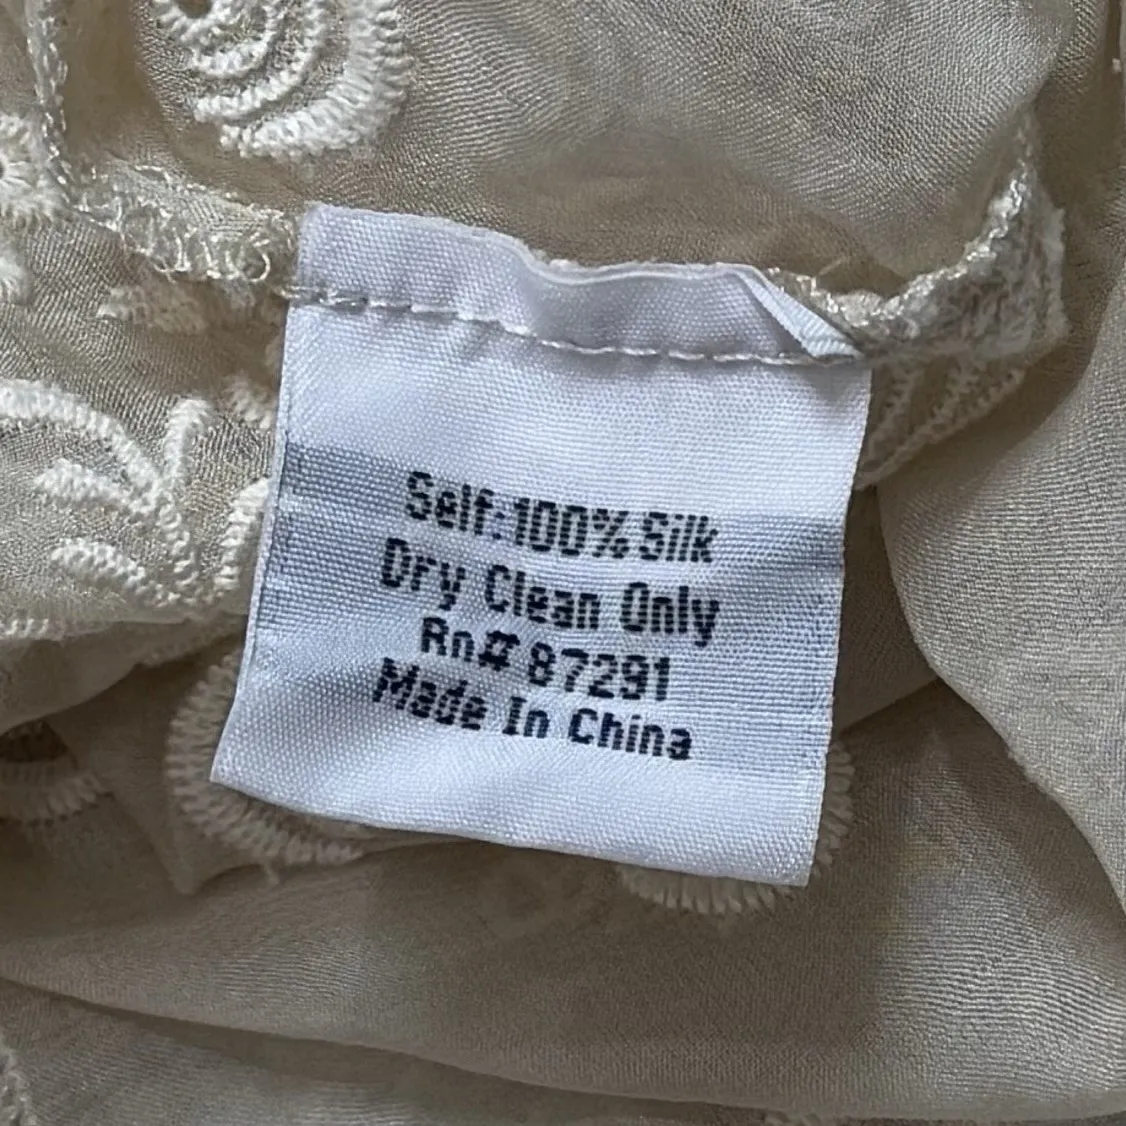 Self:100% Silk
Dry Clean Only
Rn# 87291
Made In China